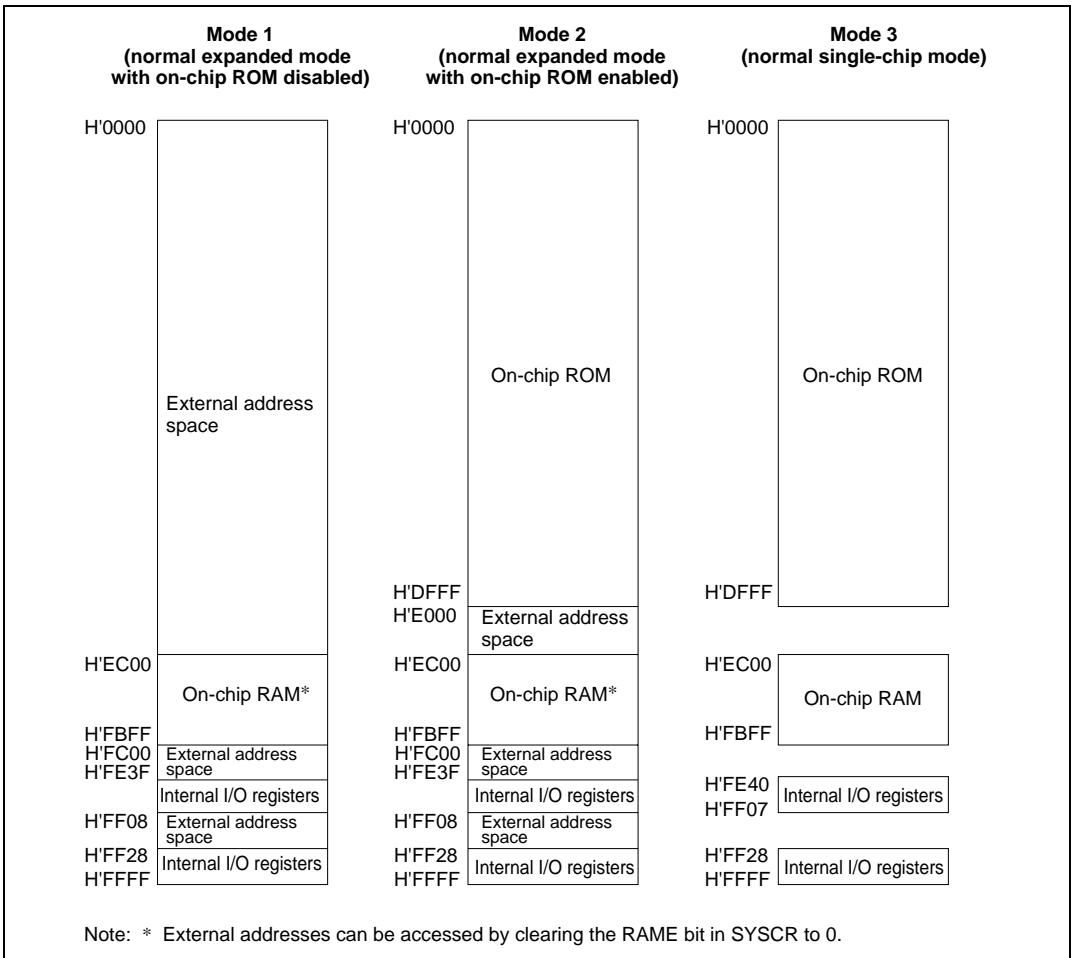 Mode 1
(normal expanded mode
with on-chip ROM disabled)
Mode 2
(normal expanded mode
with on-chip ROM enabled)
Mode 3
(normal single-chip mode)
H'0000
External address
space
H'EC00
On-chip RAM*
H'FBFF
H'FC00
External address
space
H'FE3F
Internal I/O registers
H'FF08
External address
space
H'FF28
Internal I/O registers
H'FFFF
H'0000
On-chip ROM
H'DFFF
H'E000
External address
space
H'EC00
On-chip RAM*
H'FBFF
H'FC00
External address
space
H'FE3F
Internal I/O registers
H'FF08
External address
space
H'FF28
Internal I/O registers
H'FFFF
H'0000
On-chip ROM
H'DFFF
H'EC00
On-chip RAM
H'FBFF
H'FE40
Internal I/O registers
H'FF07
H'FF28
Internal I/O registers
H'FFFF
Note: * External addresses can be accessed by clearing the RAME bit in SYSCR to 0.